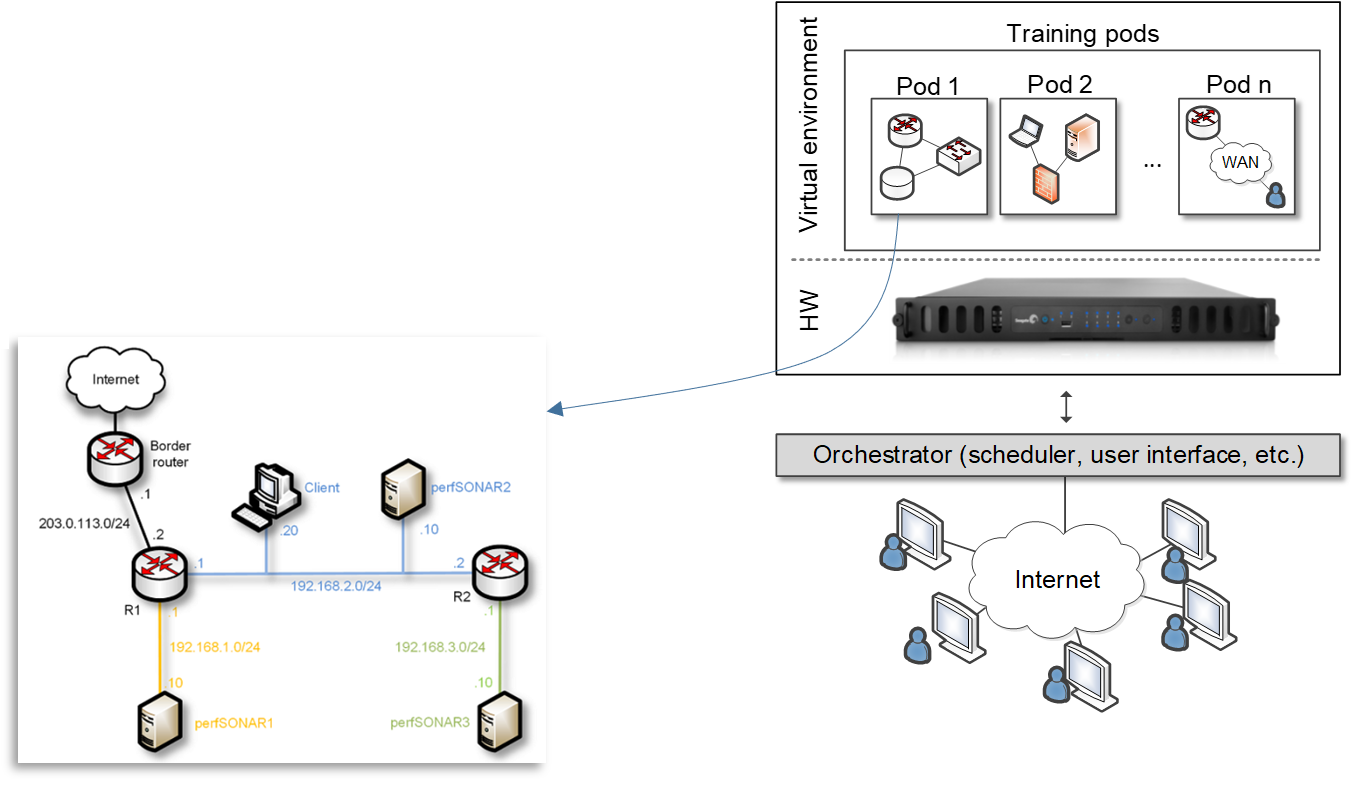 Training pods
Virtual environment
Pod 1
Pod 2
Pod n
...
WAN
HW
Orchestrator (scheduler, user interface, etc.)
Internet
Internet
Border
router
.1
203.0.113.0/24
.2
Client
perfSONAR2
.20
.10
.1
192.168.2.0/24
.2
R1
R2
.1
.1
192.168.1.0/24
192.168.3.0/24
.10
.10
perfSONAR1
perfSONAR3